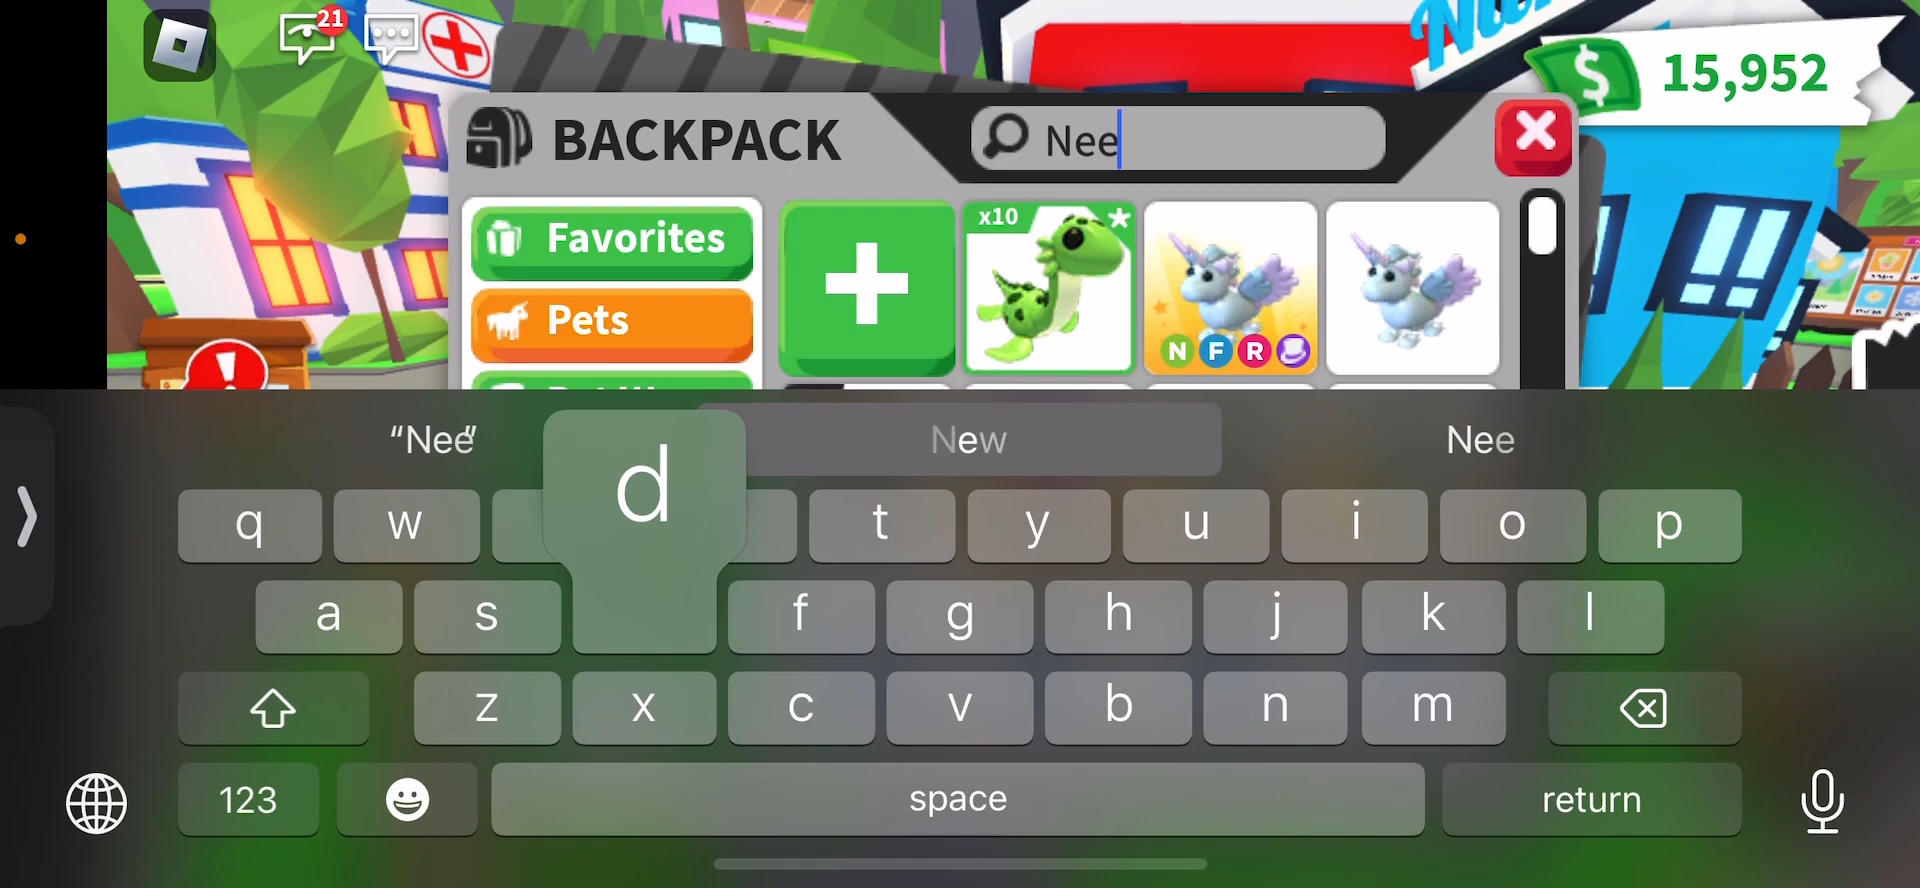 21
15,952
BACKPACK
Nee
Favorites
Pets
x10
N F R
“Nee”
New
Nee
d
q w t y u i o p
a s f g h j k l
z x c v b n m
123
space
return